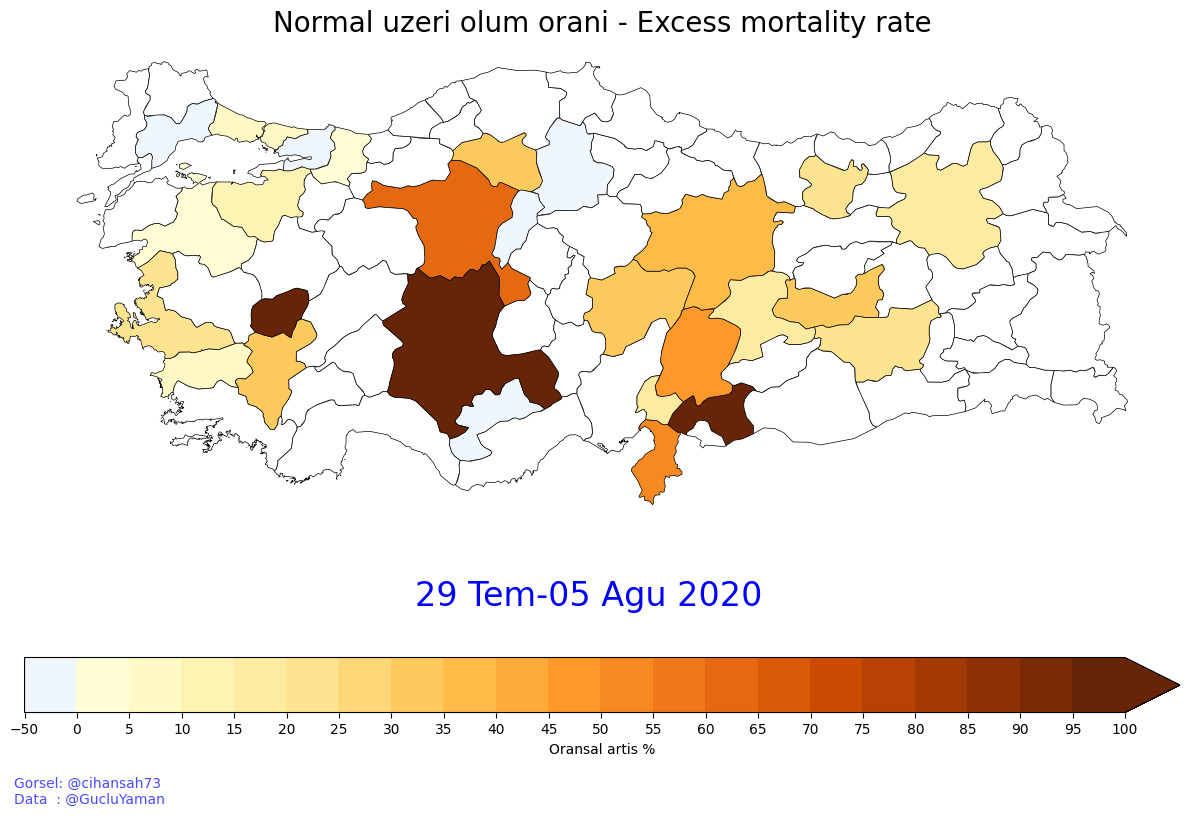 Normal uzeri olum orani - Excess mortality rate
29 Tem-05 Agu 2020
−50 0 5 10 15 20 25 30 35 40 45 50 55 60 65 70 75 80 85 90 95 100
Oransal artis %
Gorsel: @cihansah73
Data  : @GucluYaman